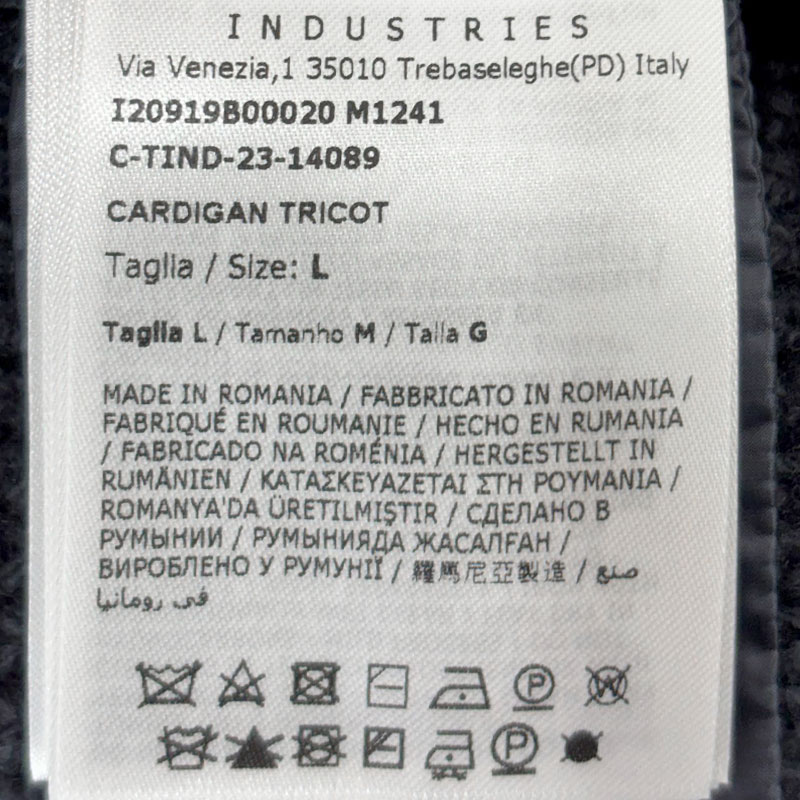 INDUSTRIES
Via Venezia,1 35010 Trebaseleghe(PD) Italy
I20919B00020 M1241
C-TIND-23-14089
CARDIGAN TRICOT
Taglia / Size: L
Taglia L / Tamanho M / Talla G
MADE IN ROMANIA / FABBRICATO IN ROMANIA /
FABRIQUÉ EN ROUMANIE / HECHO EN RUMANIA
/ FABRICADO NA ROMÉNIA / HERGESTELLT IN
RUMÄNIEN / ΚΑΤΑΣΚΕΥΑΖΕΤΑΙ ΣΤΗ ΡΟΥΜΑΝΙΑ /
ROMANYA'DA ÜRETILMIŞTIR / СДЕЛАНО В
РУМЫНИИ / РУМЫНИЯДА ЖАСАЛҒАН /
ВИРОБЛЕНО У РУМУНІЇ / 羅馬尼亞製造 / صنع
في رومانيا
P W
P